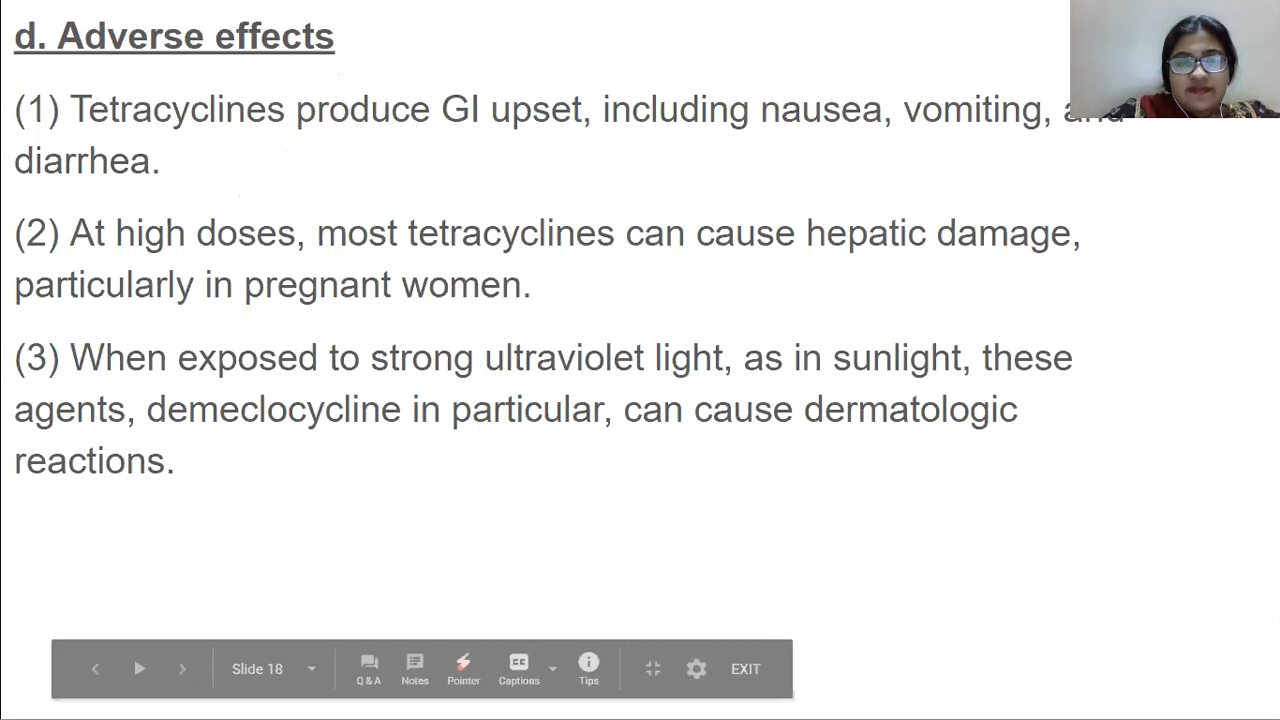 d. Adverse effects
(1) Tetracyclines produce GI upset, including nausea, vomiting, and
diarrhea.
(2) At high doses, most tetracyclines can cause hepatic damage,
particularly in pregnant women.
(3) When exposed to strong ultraviolet light, as in sunlight, these
agents, demeclocycline in particular, can cause dermatologic
reactions.
Slide 18 Q & A Notes Pointer CC Captions Tips EXIT